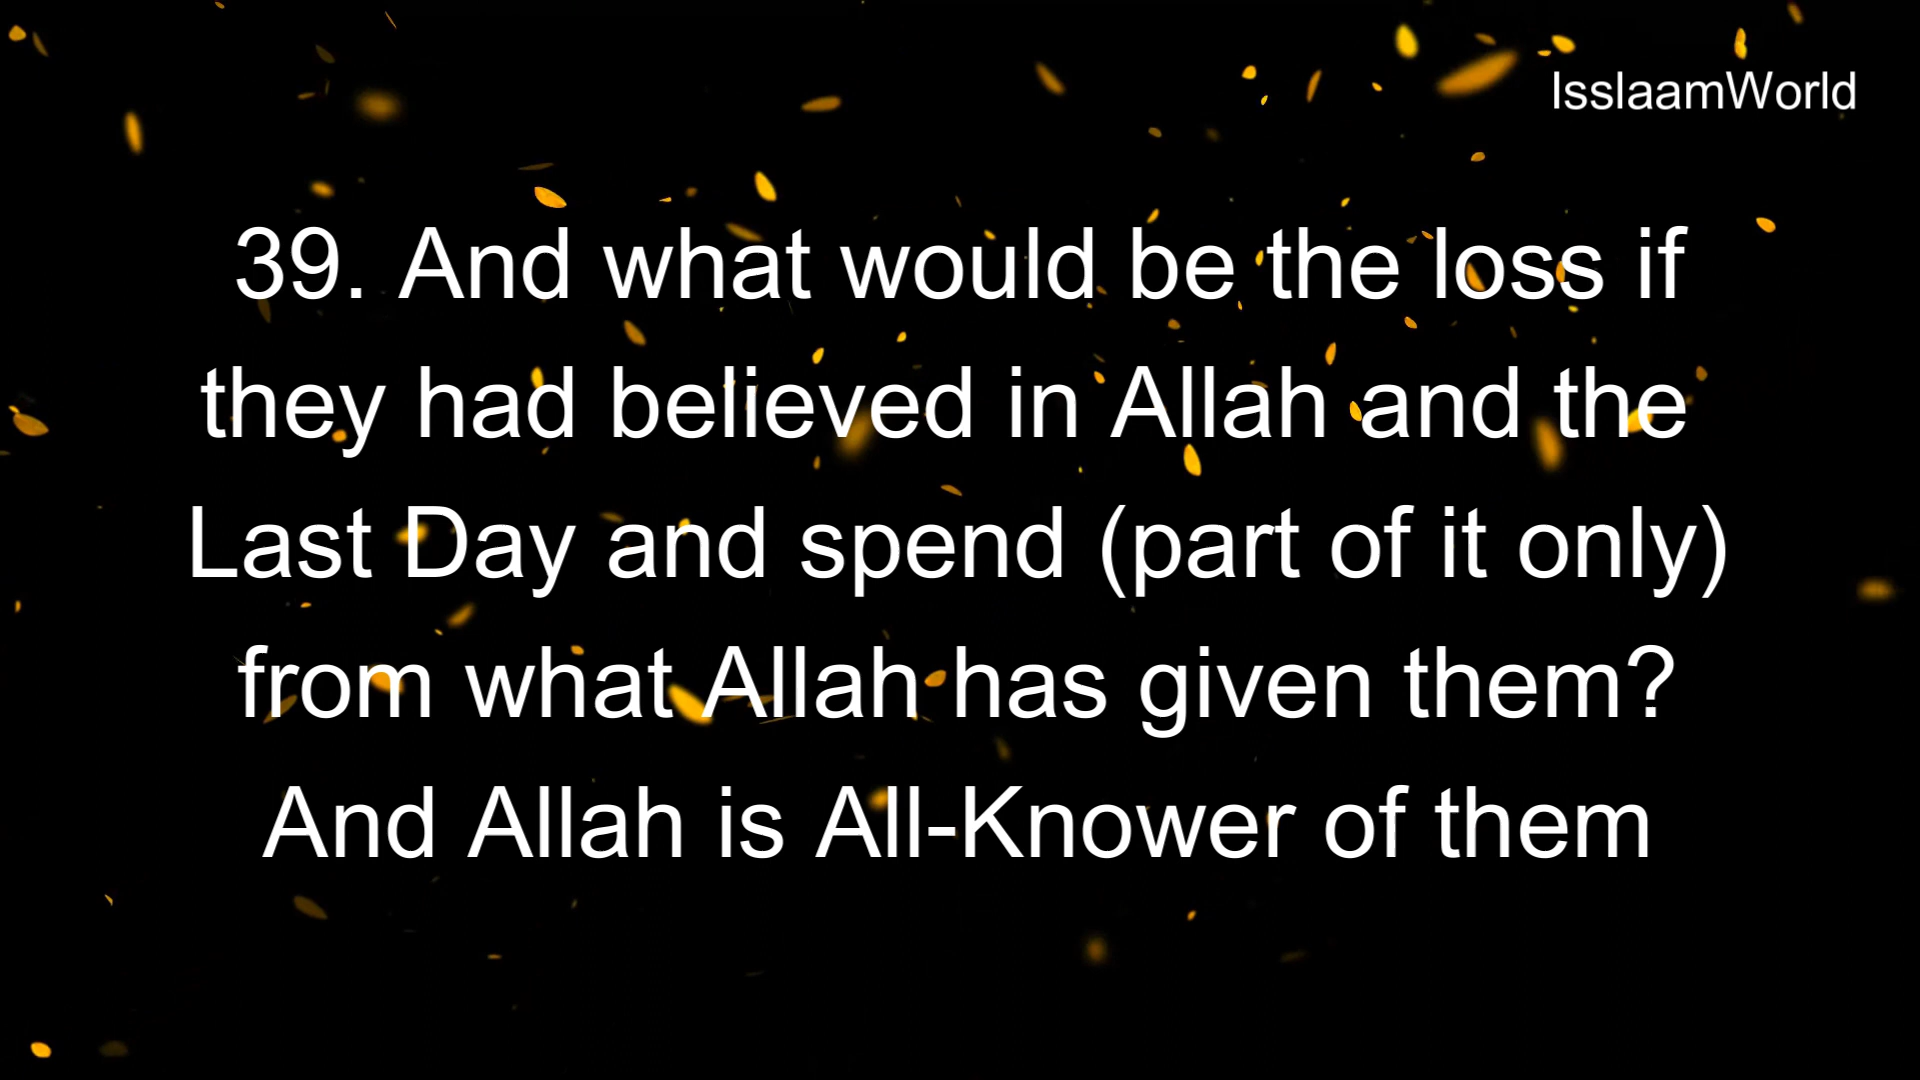 IsslaamWorld
39. And what would be the loss if
they had believed in Allah and the
Last Day and spend (part of it only)
from what Allah has given them?
And Allah is All-Knower of them